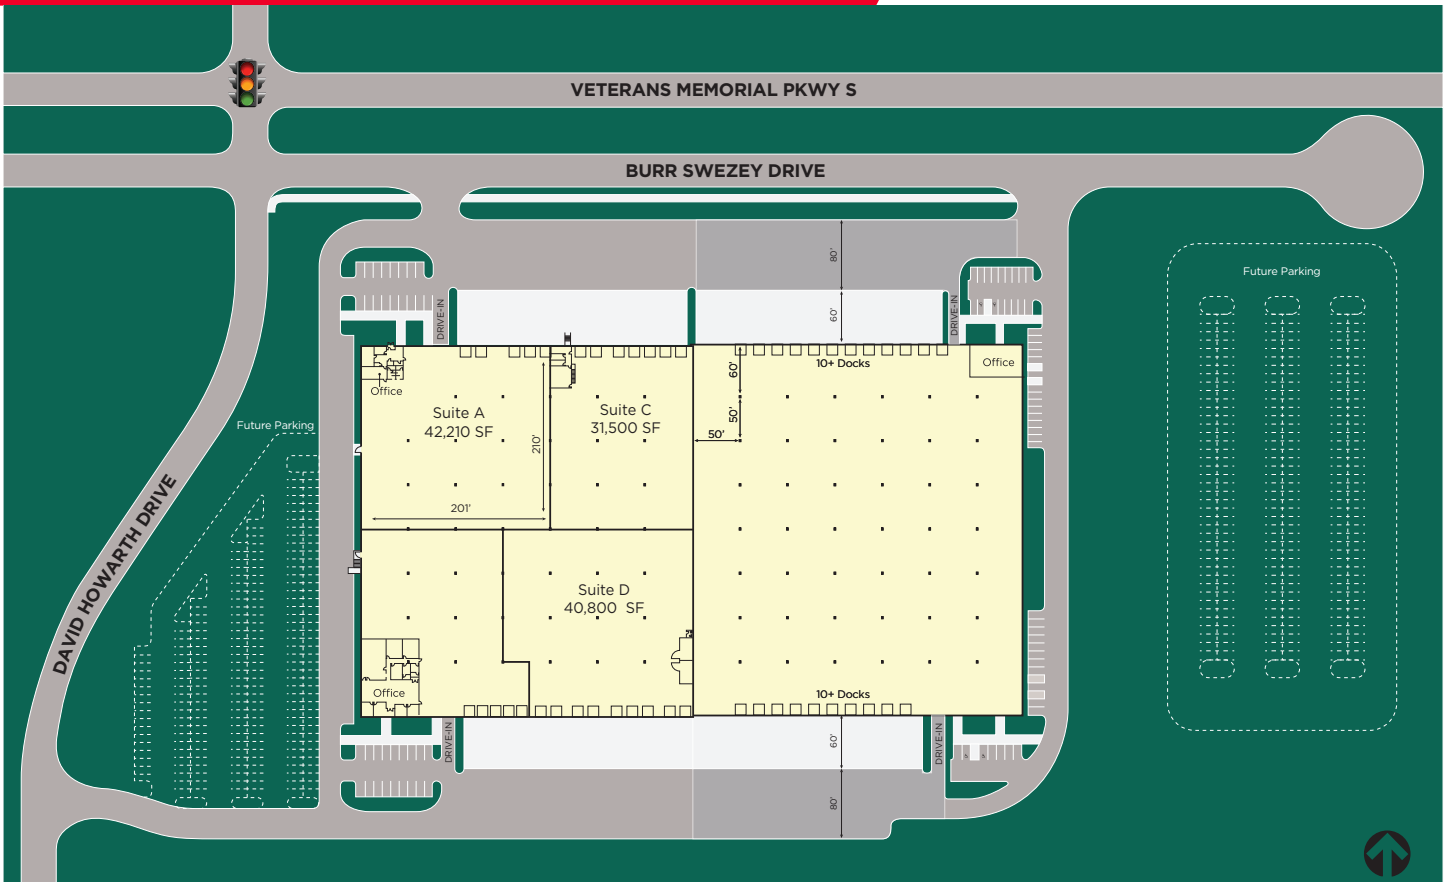 VETERANS MEMORIAL PKWY S
BURR SWEZEY DRIVE
80'
Future Parking
60'
DRIVE-IN
DRIVE-IN
10+ Docks
Office
60'
Office
Suite A
42,210 SF
Suite C
31,500 SF
50'
50'
Future Parking
210'
201'
DAVID HOWARTH DRIVE
Suite D
40,800 SF
Office
10+ Docks
DRIVE-IN
60'
DRIVE-IN
80'